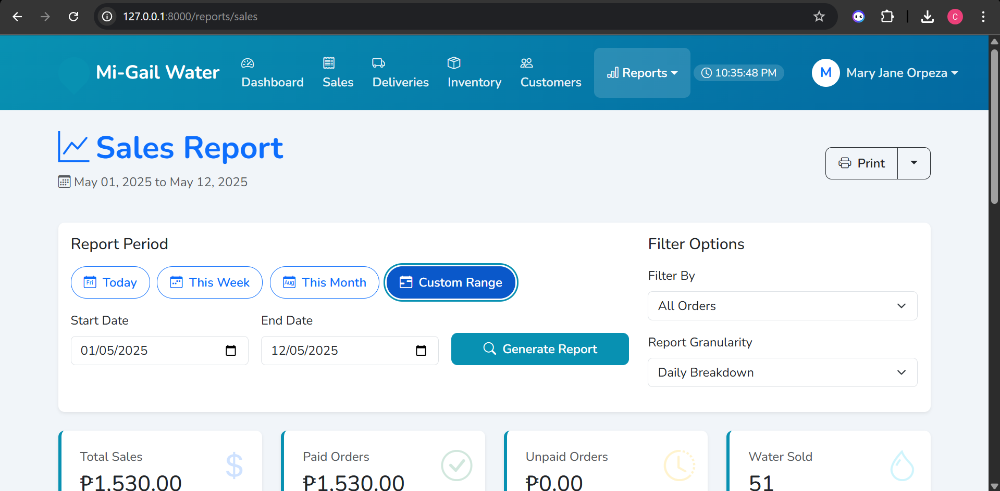 127.0.0.1:8000/reports/sales
C
Mi-Gail Water
Dashboard
Sales
Deliveries
Inventory
Customers
Reports
10:35:48 PM
M
Mary Jane Orpeza
Sales Report
May 01, 2025 to May 12, 2025
Print
Report Period
Fri
Today
This Week
Aug
This Month
Custom Range
Start Date
End Date
01/05/2025
12/05/2025
Generate Report
Filter Options
Filter By
All Orders
Report Granularity
Daily Breakdown
Total Sales
$
₱1,530.00
Paid Orders
₱1,530.00
Unpaid Orders
₱0.00
Water Sold
51